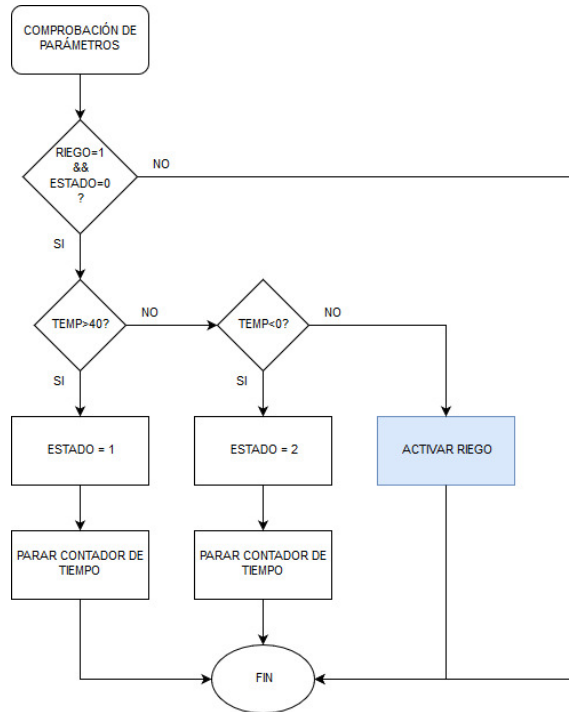 COMPROBACIÓN DE
PARÁMETROS
RIEGO=1
&&
ESTADO=0
?
NO
SI
TEMP>40?
NO
TEMP<0?
NO
SI
SI
ESTADO = 1
ESTADO = 2
ACTIVAR RIEGO
PARAR CONTADOR DE
TIEMPO
PARAR CONTADOR DE
TIEMPO
FIN